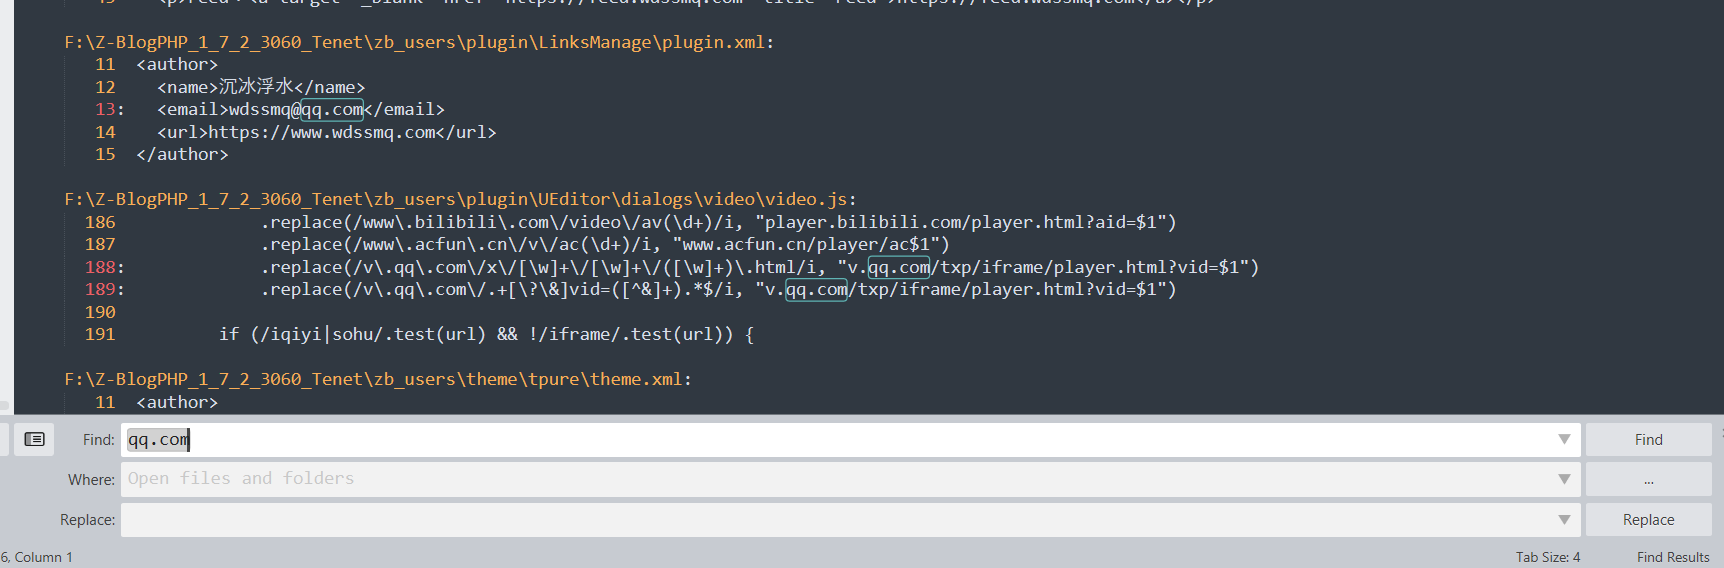 49 <p>feed：<a target="_blank" href="https://feed.wdssmq.com" title="feed">https://feed.wdssmq.com</a></p>
F:\Z-BlogPHP_1_7_2_3060_Tenet\zb_users\plugin\LinksManage\plugin.xml:
11 <author>
12 <name>沉冰浮水</name>
13: <email>wdssmq@qq.com</email>
14 <url>https://www.wdssmq.com</url>
15 </author>
F:\Z-BlogPHP_1_7_2_3060_Tenet\zb_users\plugin\UEditor\dialogs\video\video.js:
186 .replace(/www\.bilibili\.com\/video\/av(\d+)/i, "player.bilibili.com/player.html?aid=$1")
187 .replace(/www\.acfun\.cn\/v\/ac(\d+)/i, "www.acfun.cn/player/ac$1")
188: .replace(/v\.qq\.com\/x\/[\w]+\/[\w]+\/([\w]+)\.html/i, "v.qq.com/txp/iframe/player.html?vid=$1")
189: .replace(/v\.qq\.com\/.+[\?\&]vid=([^&]+).*$/i, "v.qq.com/txp/iframe/player.html?vid=$1")
190
191 if (/iqiyi|sohu/.test(url) && !/iframe/.test(url)) {
F:\Z-BlogPHP_1_7_2_3060_Tenet\zb_users\theme\tpure\theme.xml:
11 <author>
Find: qq.com Find
Where: Open files and folders ...
Replace: Replace
6, Column 1 Tab Size: 4 Find Results